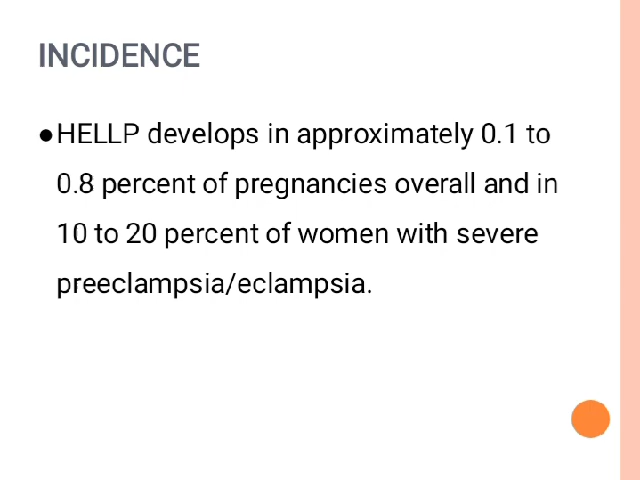 INCIDENCE
●HELLP develops in approximately 0.1 to
0.8 percent of pregnancies overall and in
10 to 20 percent of women with severe
preeclampsia/eclampsia.